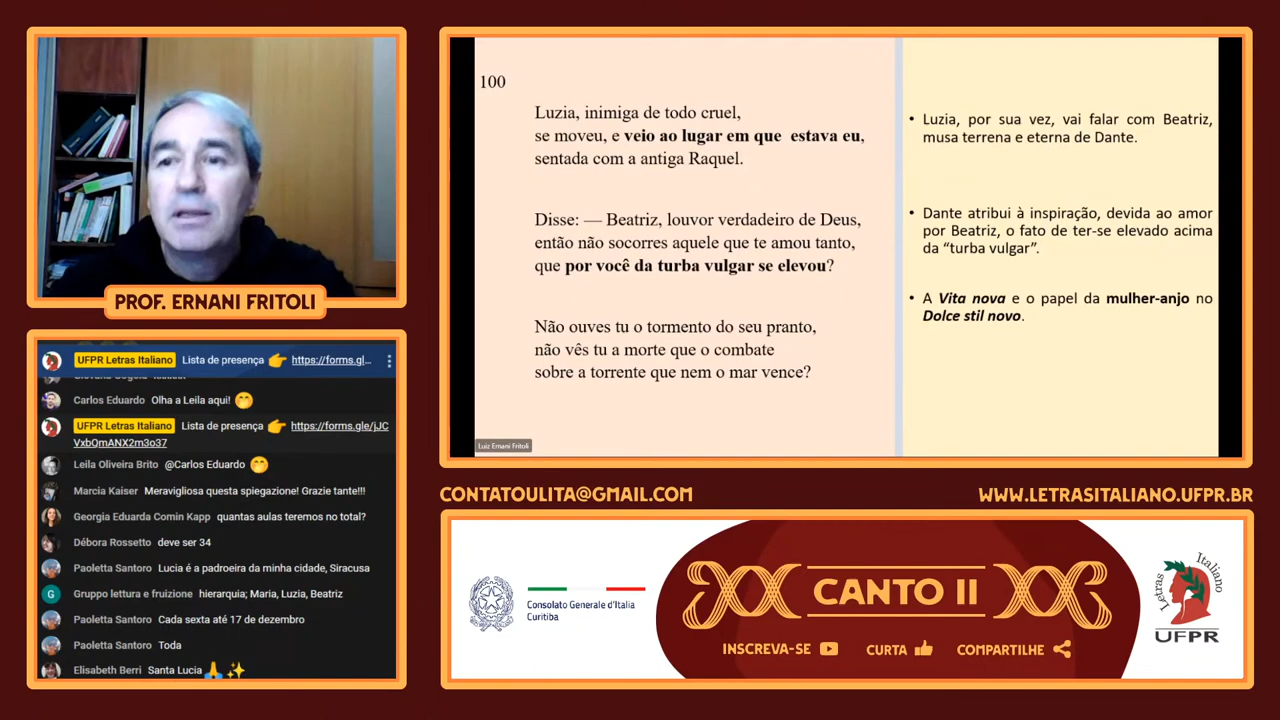 PROF. ERNANI FRITOLI
UFPR Letras Italiano Lista de presença 👉 https://forms.gl...
Carlos Eduardo Olha a Leila aqui! 🤭
UFPR Letras Italiano Lista de presença 👉 https://forms.gle/jJC
VxbQmANX2m3o37
Leila Oliveira Brito @Carlos Eduardo 🤭
Marcia Kaiser Meravigliosa questa spiegazione! Grazie tante!!!
Georgia Eduarda Comin Kapp quantas aulas teremos no total?
Débora Rossetto deve ser 34
Paoletta Santoro Lucia é a padroeira da minha cidade, Siracusa
G Gruppo lettura e fruizione hierarquia; Maria, Luzia, Beatriz
Paoletta Santoro Cada sexta até 17 de dezembro
Paoletta Santoro Toda
Elisabeth Berri Santa Lucia 🙏✨
100
Luzia, inimiga de todo cruel,
se moveu, e veio ao lugar em que estava eu,
sentada com a antiga Raquel.
Disse: — Beatriz, louvor verdadeiro de Deus,
então não socorres aquele que te amou tanto,
que por você da turba vulgar se elevou?
Não ouves tu o tormento do seu pranto,
não vês tu a morte que o combate
sobre a torrente que nem o mar vence?
Luiz Ernani Fritoli
• Luzia, por sua vez, vai falar com Beatriz,
musa terrena e eterna de Dante.
• Dante atribui à inspiração, devida ao amor
por Beatriz, o fato de ter-se elevado acima
da “turba vulgar”.
• A Vita nova e o papel da mulher-anjo no
Dolce stil novo.
CONTATOULITA@GMAIL.COM
WWW.LETRASITALIANO.UFPR.BR
Consolato Generale d'Italia
Curitiba
CANTO II
INSCREVA-SE
CURTA
COMPARTILHE
Letras Italiano
UFPR